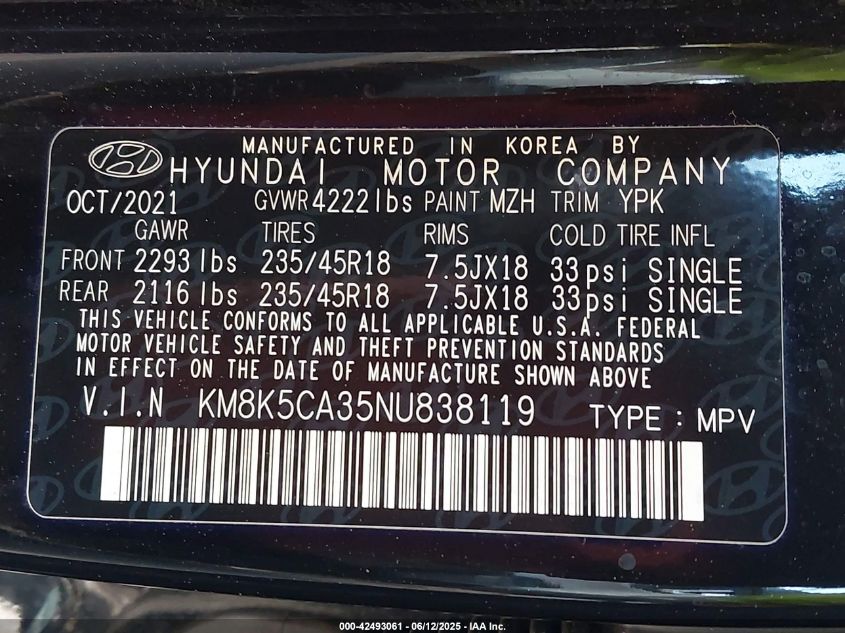 MANUFACTURED IN KOREA BY
HYUNDAI MOTOR COMPANY
OCT/2021 GVWR 4222 lbs PAINT MZH TRIM YPK
GAWR TIRES RIMS COLD TIRE INFL
FRONT 2293 lbs 235/45R18 7.5JX18 33psi SINGLE
REAR 2116 lbs 235/45R18 7.5JX18 33psi SINGLE
THIS VEHICLE CONFORMS TO ALL APPLICABLE U.S.A. FEDERAL
MOTOR VEHICLE SAFETY AND THEFT PREVENTION STANDARDS
IN EFFECT ON THE DATE OF MANUFACTURE SHOWN ABOVE
V.I.N KM8K5CA35NU838119 TYPE : MPV
000-42493061 - 06/12/2025 - IAA Inc.